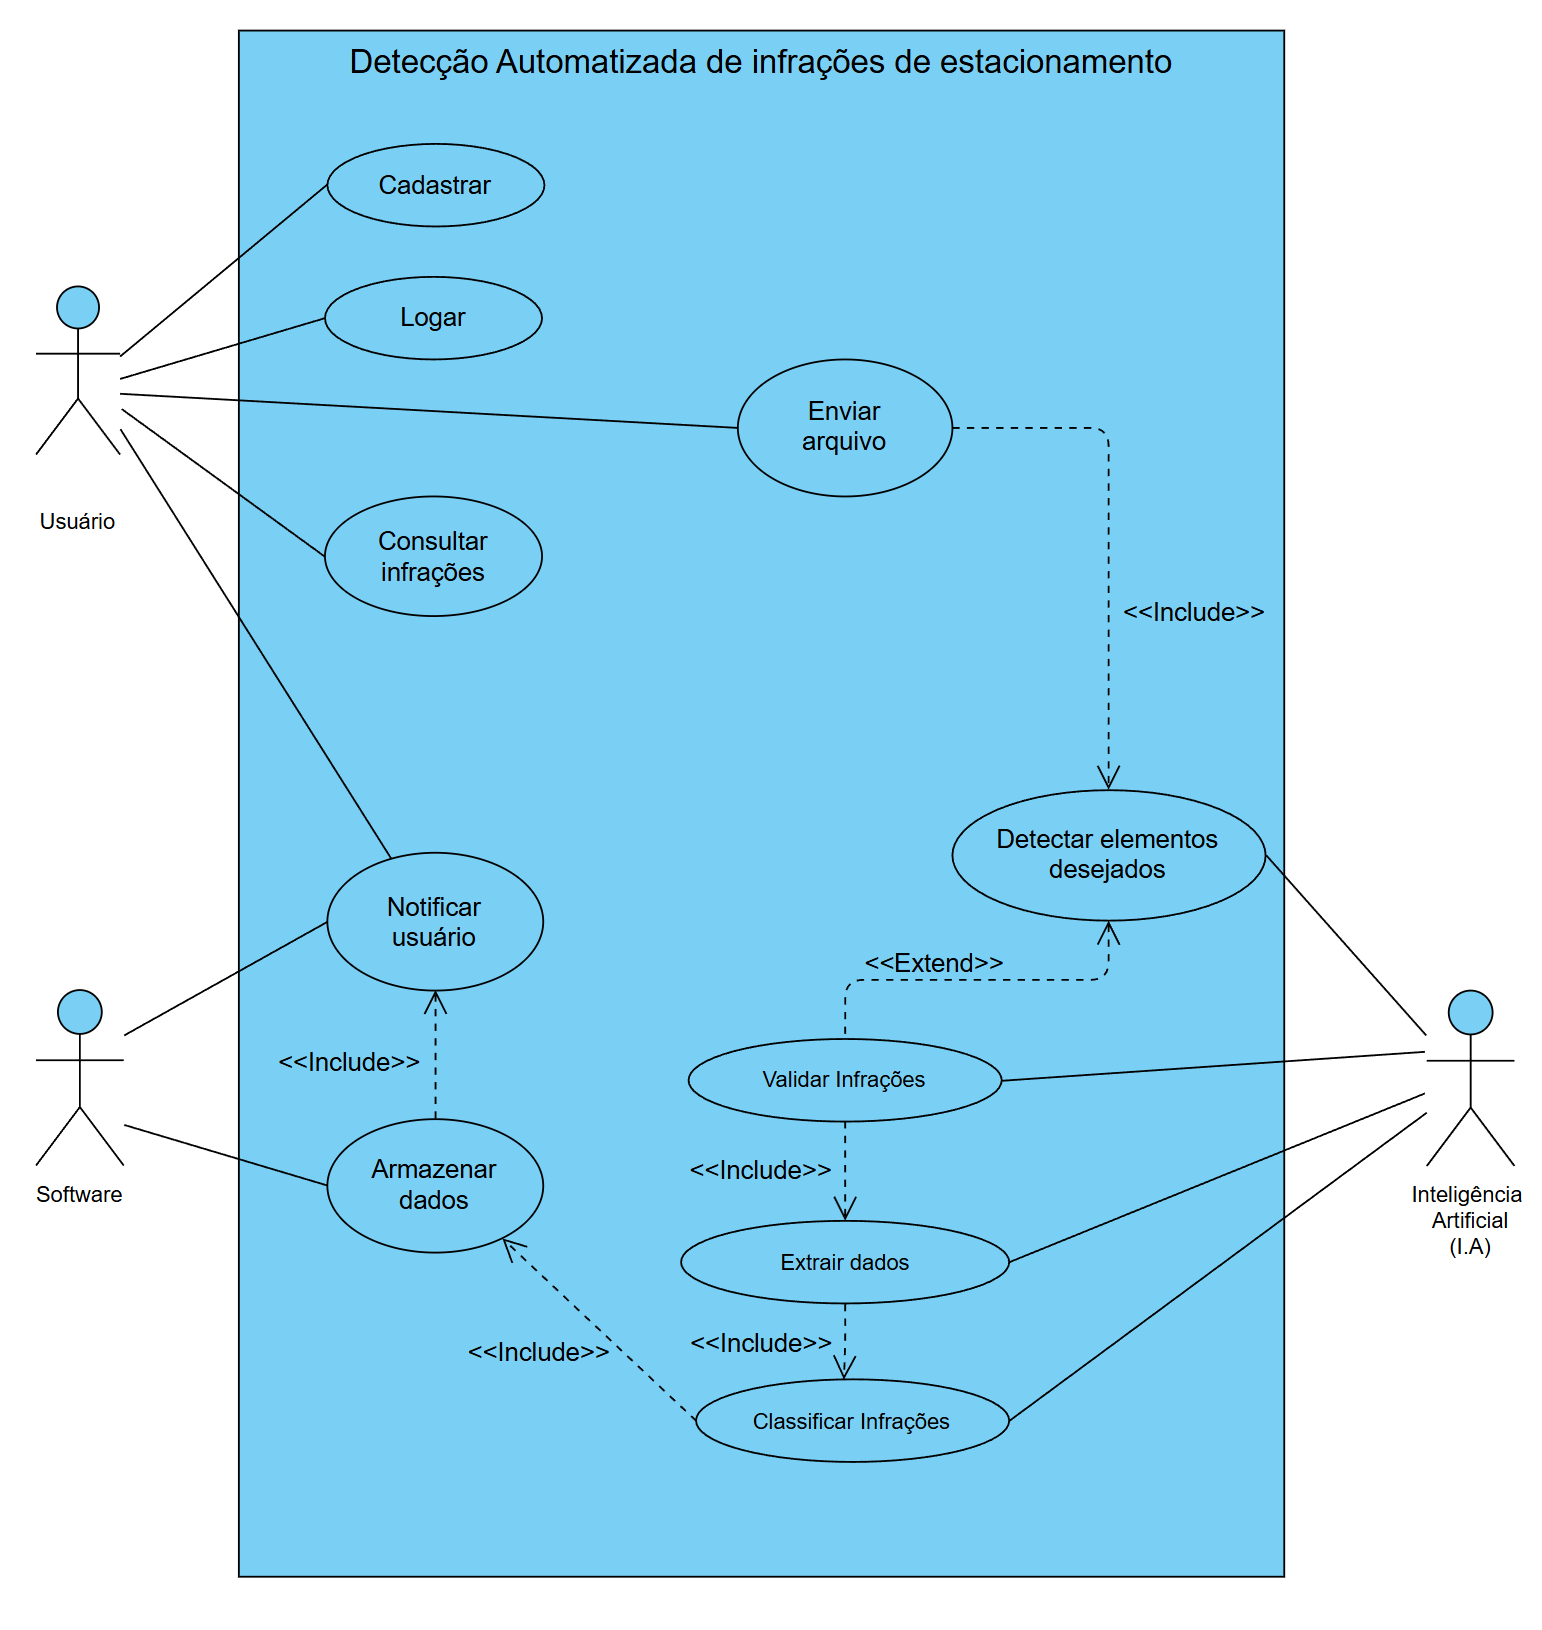 Detecção Automatizada de infrações de estacionamento
Cadastrar
Logar
Enviar
arquivo
Usuário
Consultar
infrações
<<Include>>
Detectar elementos
desejados
Notificar
usuário
<<Extend>>
<<Include>>
Validar Infrações
Armazenar
dados
<<Include>>
Software
Inteligência
Artificial
(I.A)
Extrair dados
<<Include>>
<<Include>>
Classificar Infrações